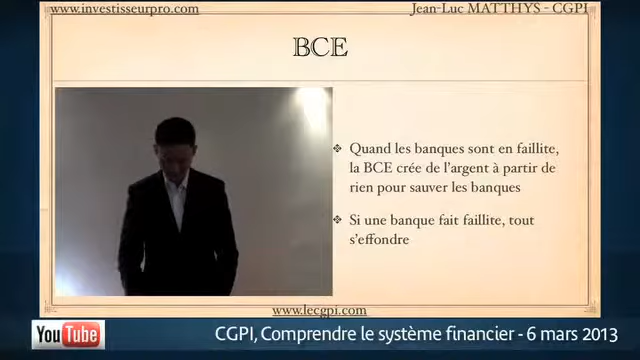 www.investisseurpro.com
Jean-Luc MATTHYS - CGPI
BCE
❖ Quand les banques sont en faillite,
la BCE crée de l'argent à partir de
rien pour sauver les banques
❖ Si une banque fait faillite, tout
s'effondre
www.lecgpi.com
YouTube
CGPI, Comprendre le système financier - 6 mars 2013